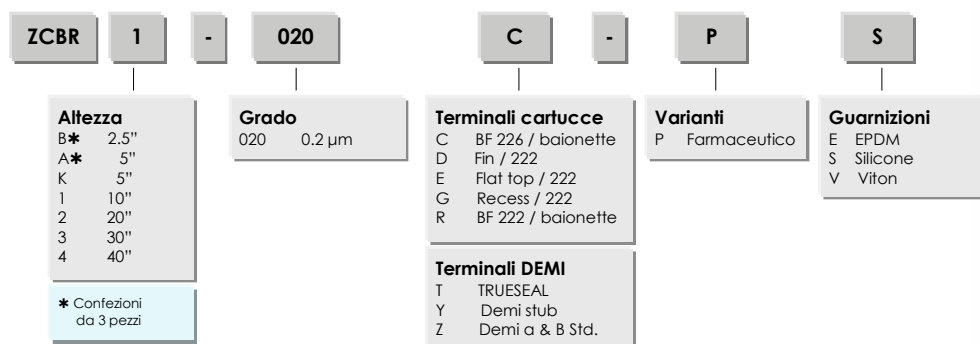 ZCBR 1 - 020 C - P S
Altezza
B✱ 2.5”
A✱ 5”
K 5”
1 10”
2 20”
3 30”
4 40”
✱ Confezioni
da 3 pezzi
Grado
020 0.2 µm
Terminali cartucce
C BF 226 / baionette
D Fin / 222
E Flat top / 222
G Recess / 222
R BF 222 / baionette
Terminali DEMI
T TRUESEAL
Y Demi stub
Z Demi a & B Std.
Varianti
P Farmaceutico
Guarnizioni
E EPDM
S Silicone
V Viton